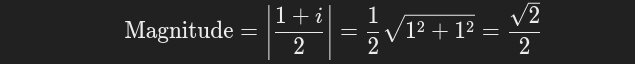 Magnitude = |1 + i / 2| = 1/2 √(1² + 1²) = √2/2